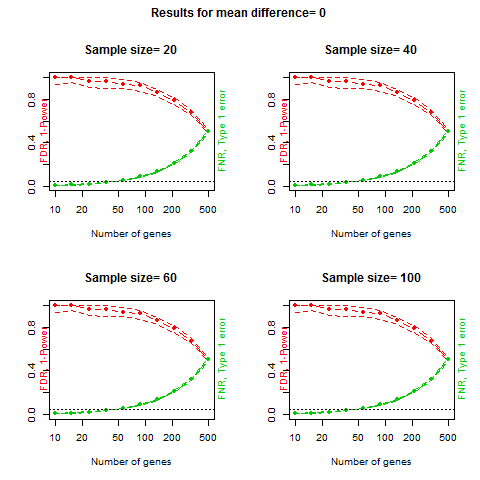 Results for mean difference= 0
Sample size= 20
FDR, 1-Power
0.0 0.4 0.8
FNR, Type 1 error
10 20 50 100 200 500
Number of genes
Sample size= 40
FDR, 1-Power
0.0 0.4 0.8
FNR, Type 1 error
10 20 50 100 200 500
Number of genes
Sample size= 60
FDR, 1-Power
0.0 0.4 0.8
FNR, Type 1 error
10 20 50 100 200 500
Number of genes
Sample size= 100
FDR, 1-Power
0.0 0.4 0.8
FNR, Type 1 error
10 20 50 100 200 500
Number of genes